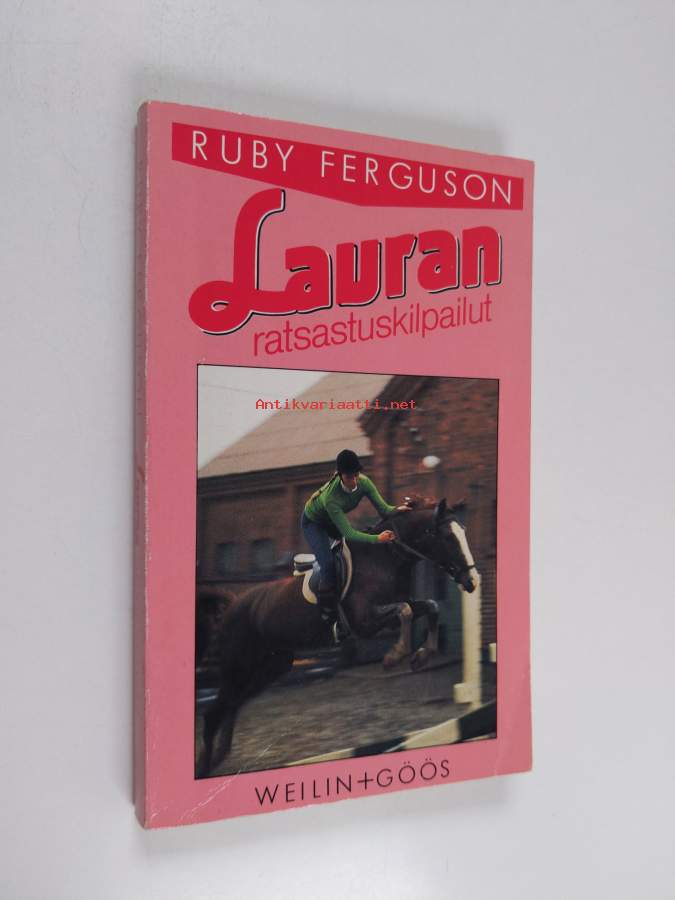 RUBY FERGUSON
Lauran
ratsastuskilpailut
Antikvariaatti.net
WEILIN+GÖÖS